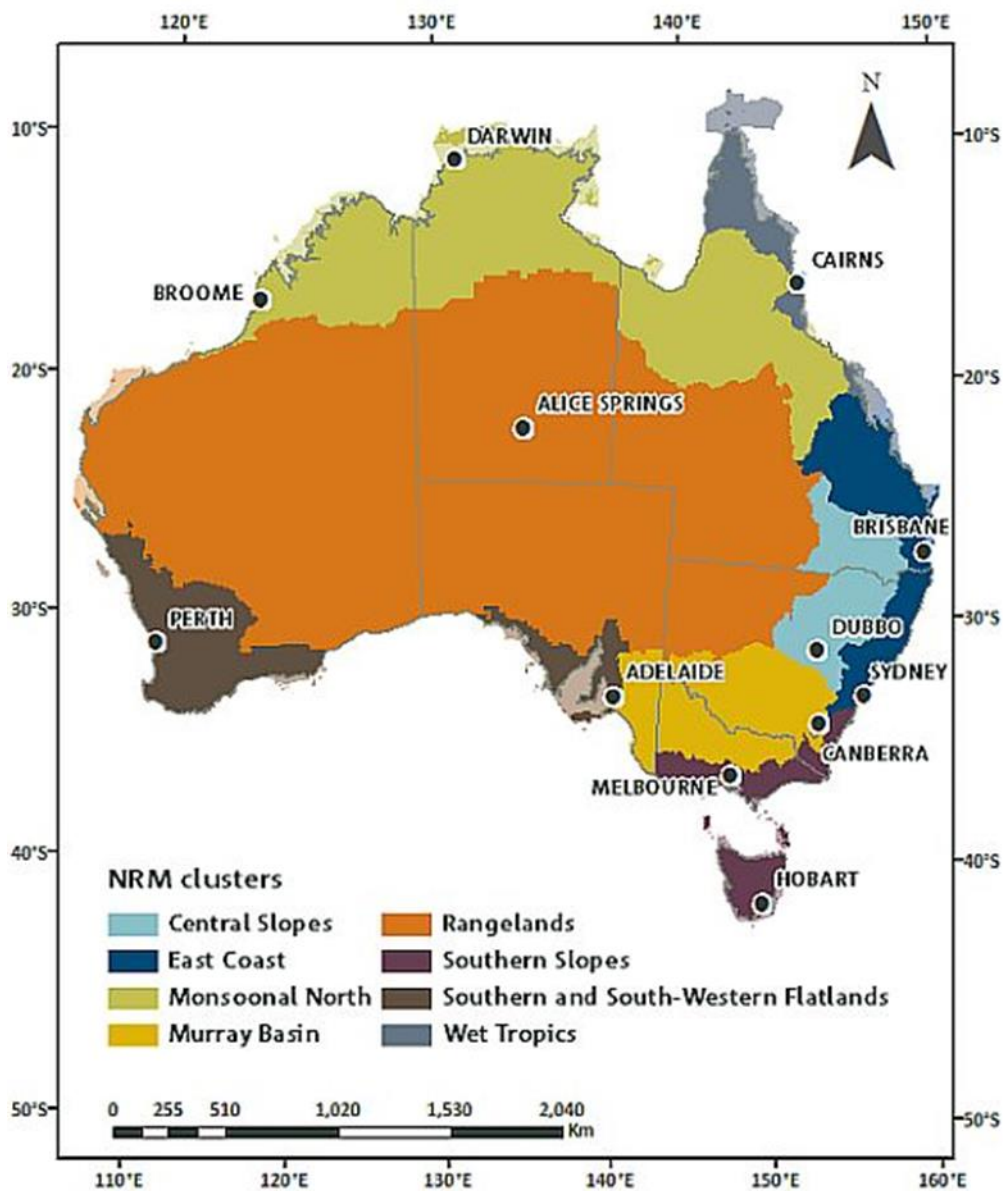 120°E 130°E 140°E 150°E
N
10°S 10°S
DARWIN
CAIRNS
BROOME
20°S 20°S
ALICE SPRINGS
BRISBANE
30°S 30°S
PERTH
DUBBO
ADELAIDE
SYDNEY
CANBERRA
MELBOURNE
40°S 40°S
HOBART
NRM clusters
Central Slopes Rangelands
East Coast Southern Slopes
Monsoonal North Southern and South-Western Flatlands
Murray Basin Wet Tropics
50°S 50°S
0 255 510 1,020 1,530 2,040
Km
110°E 120°E 130°E 140°E 150°E 160°E